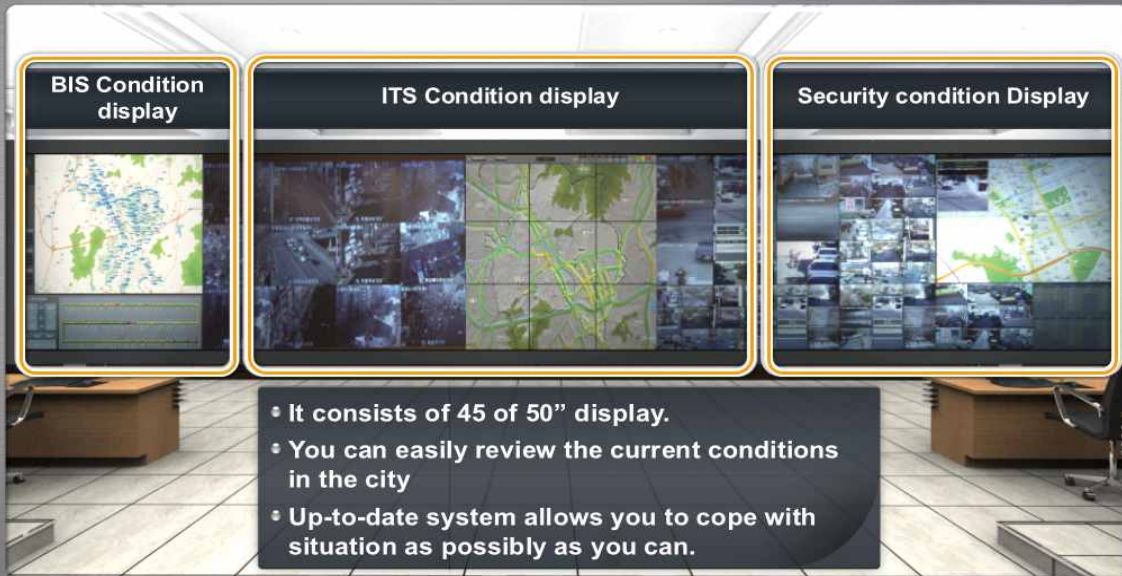 BIS Condition
display
ITS Condition display
Security condition Display
It consists of 45 of 50” display.
You can easily review the current conditions
in the city
Up-to-date system allows you to cope with
situation as possibly as you can.